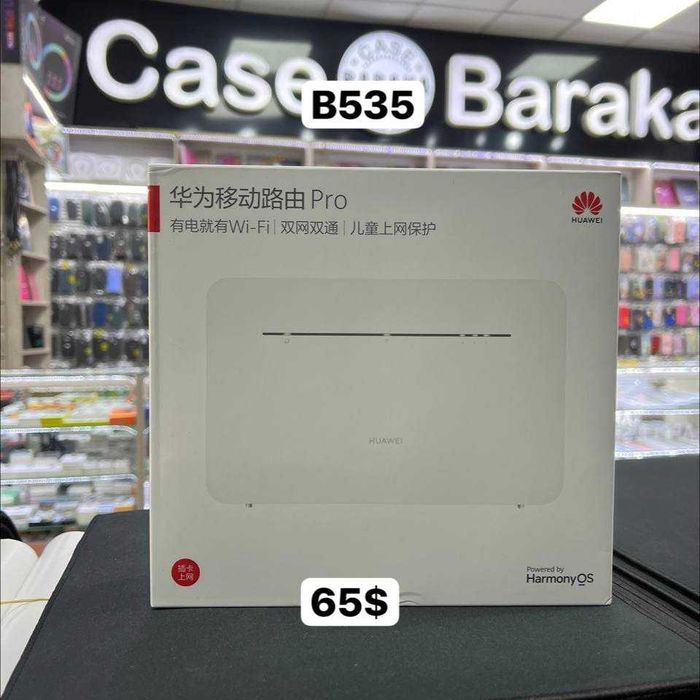 Case Baraka
CASE
B535
华为移动路由 Pro
有电就有Wi-Fi | 双网双通 | 儿童上网保护
HUAWEI
HUAWEI
插卡
上网
Powered by
HarmonyOS
65$